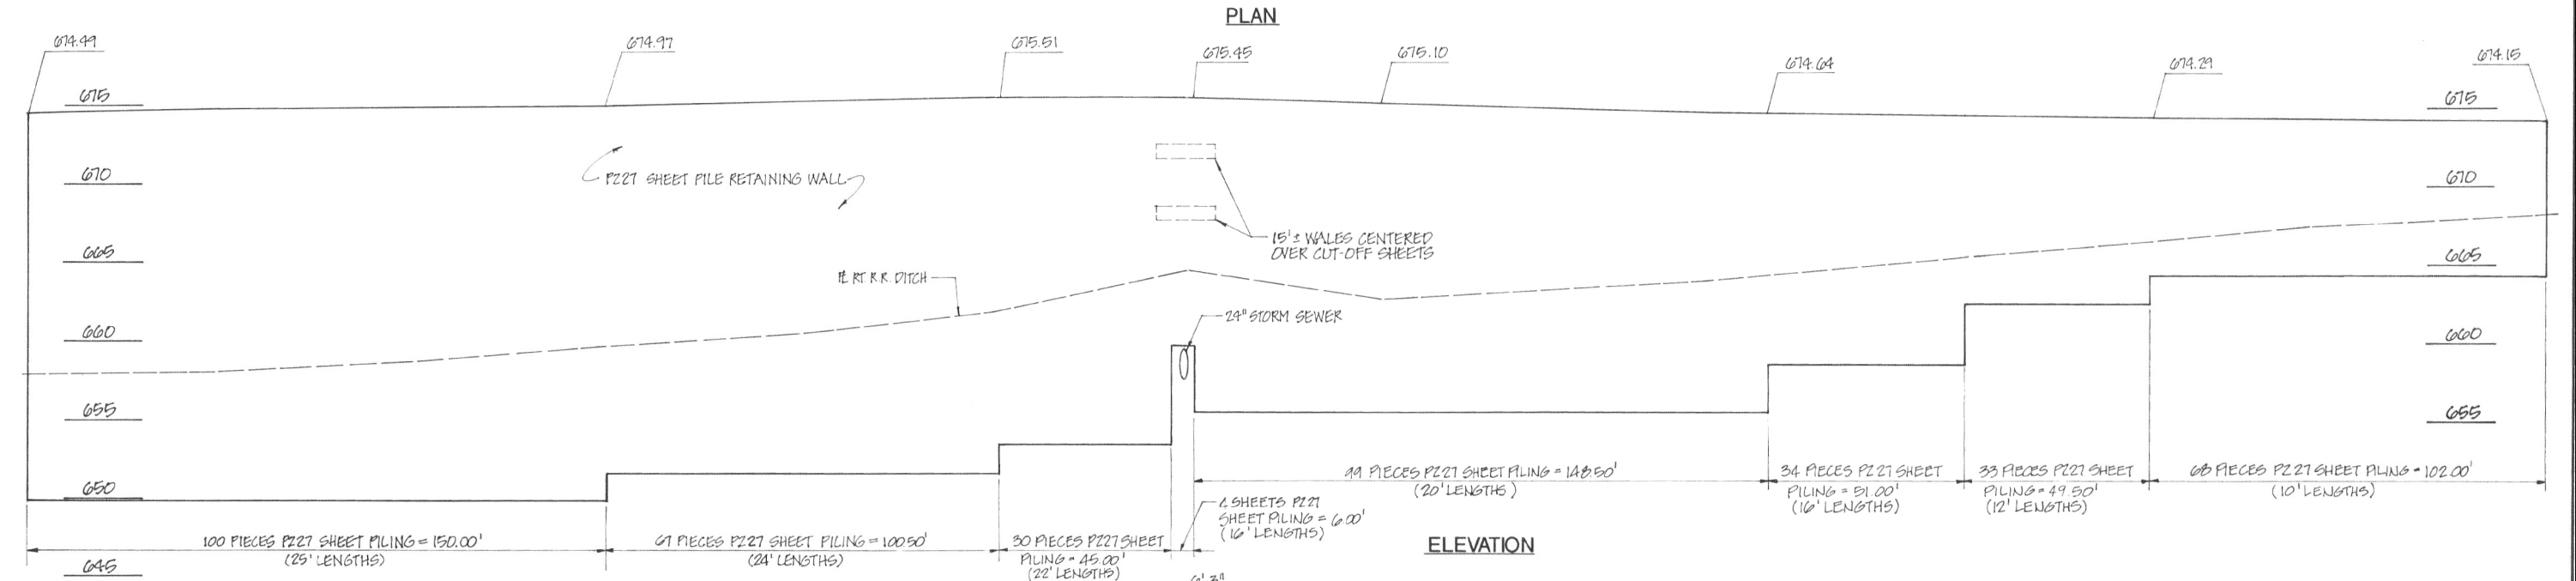 PLAN
674.49
674.97
675.51
675.45
675.10
674.64
674.29
674.15
675
675
670
670
PZ27 SHEET PILE RETAINING WALL
665
665
15'± WALES CENTERED
OVER CUT-OFF SHEETS
℄ RT. R.R. DITCH
24" STORM SEWER
660
660
655
655
650
99 PIECES PZ27 SHEET PILING = 148.50'
(20' LENGTHS)
34 PIECES PZ27 SHEET
PILING = 51.00'
(16' LENGTHS)
33 PIECES PZ27 SHEET
PILING = 49.50'
(12' LENGTHS)
68 PIECES PZ27 SHEET PILING = 102.00'
(10' LENGTHS)
4 SHEETS PZ27
SHEET PILING = 6.00'
(16' LENGTHS)
100 PIECES PZ27 SHEET PILING = 150.00'
(25' LENGTHS)
67 PIECES PZ27 SHEET PILING = 100.50'
(24' LENGTHS)
30 PIECES PZ27 SHEET
PILING = 45.00'
(22' LENGTHS)
ELEVATION
645